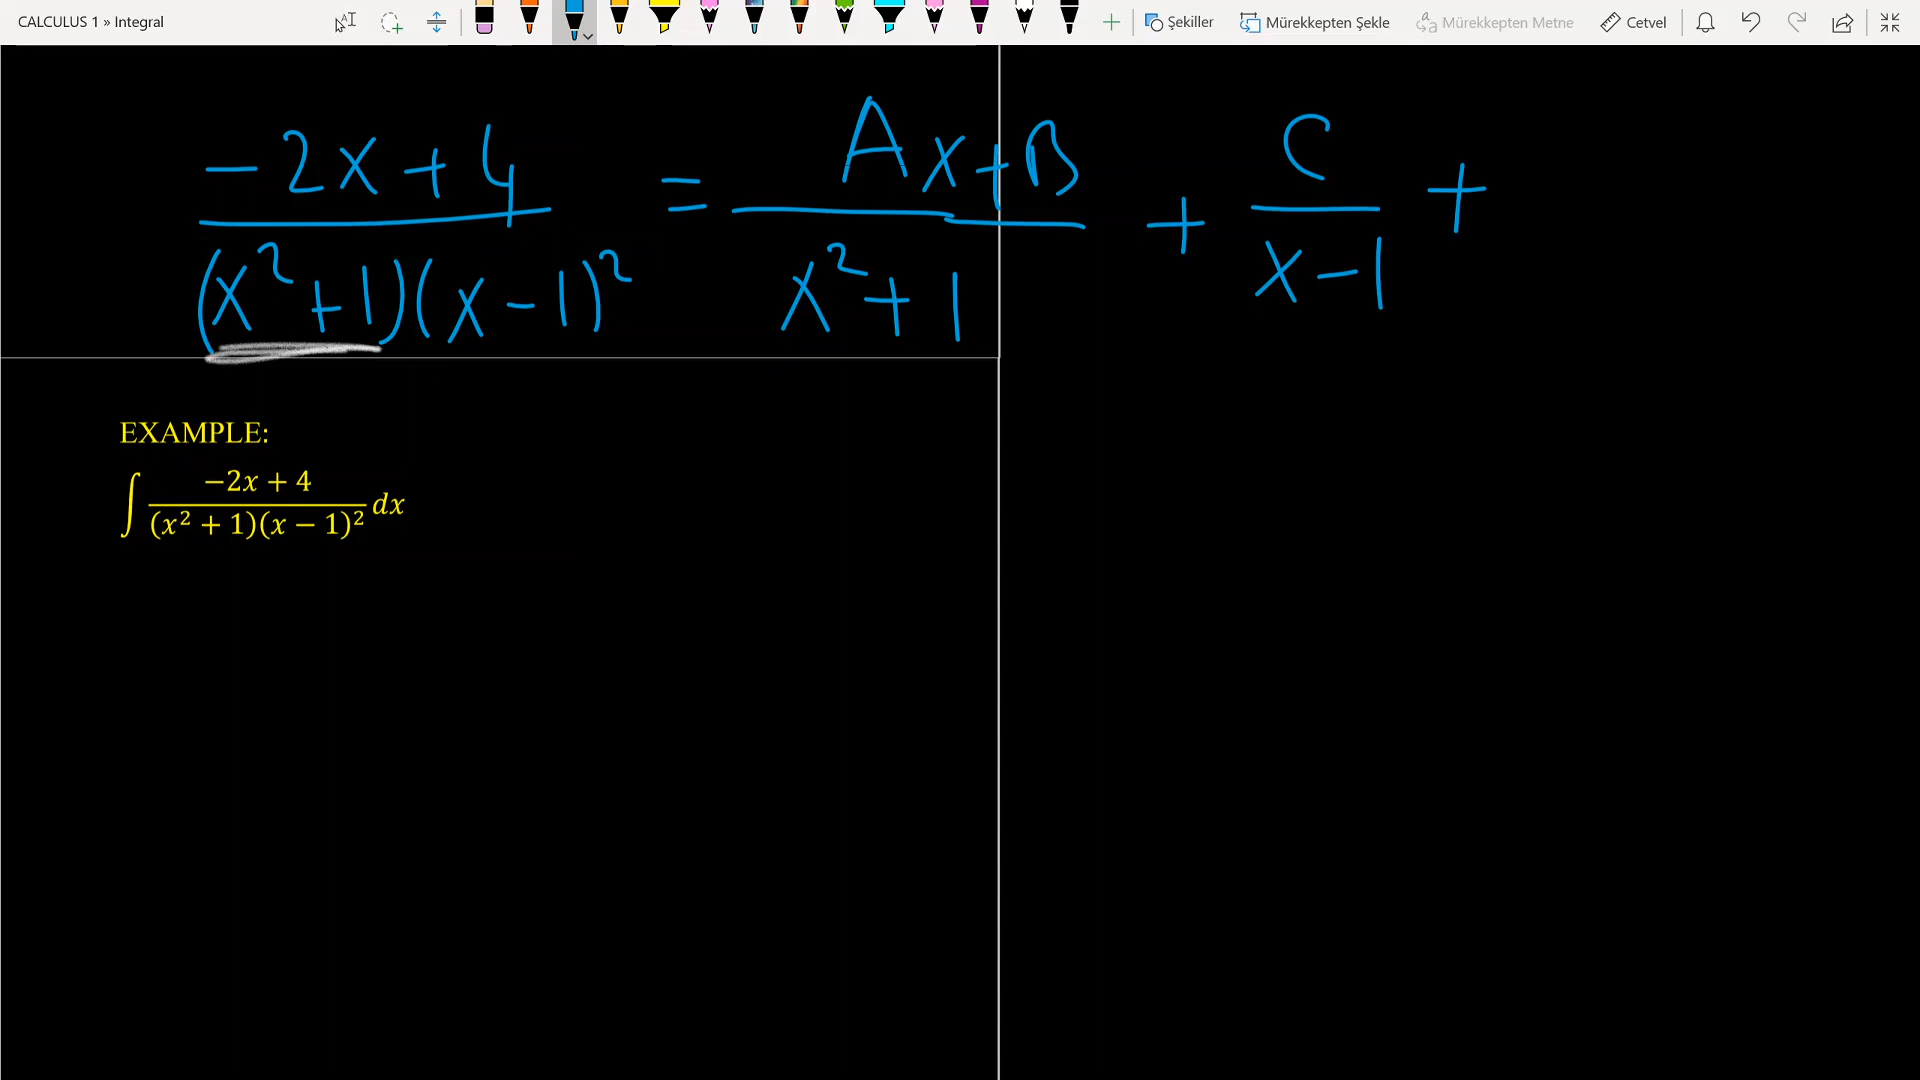 CALCULUS 1 » Integral Şekiller Mürekkepten Şekle Mürekkepten Metne Cetvel
-2x+4 / (x²+1)(x-1)² = Ax+B / x²+1 + C / x-1 +
EXAMPLE:
∫ −2x + 4 / (x² + 1)(x − 1)² dx